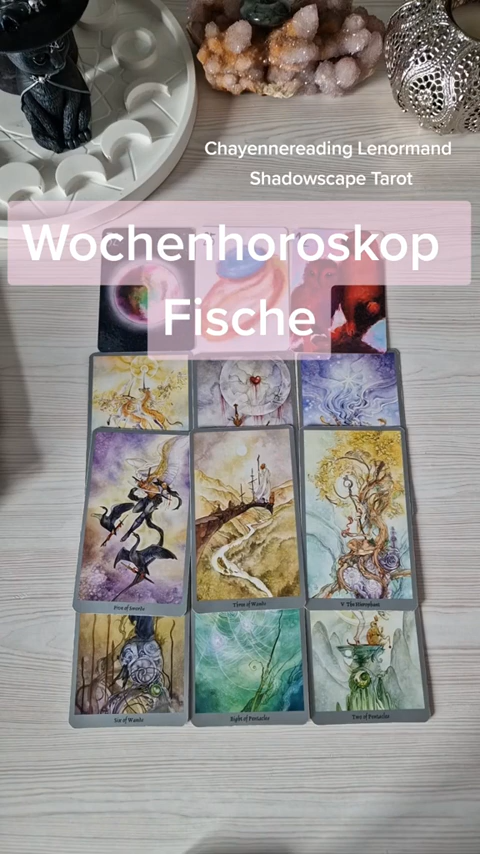 Chayennereading Lenormand
Shadowscape Tarot
Wochenhoroskop
Fische
Five of Swords
Three of Wands
V The Hierophant
Six of Wands
Eight of Pentacles
Two of Pentacles